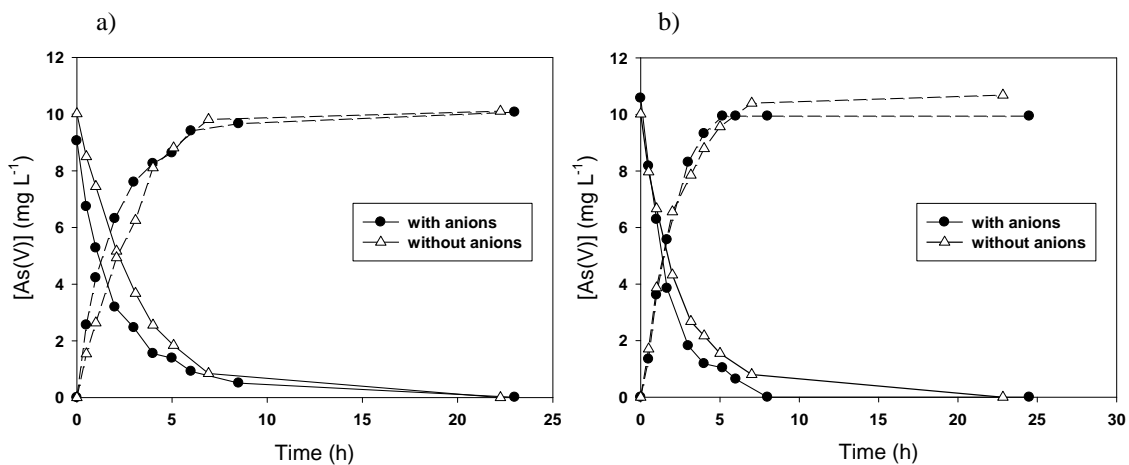 a)
[As(V)] (mg L⁻¹)
12
10
8
6
4
2
0
with anions
without anions
0 5 10 15 20 25
Time (h)
b)
[As(V)] (mg L⁻¹)
12
10
8
6
4
2
0
with anions
without anions
0 5 10 15 20 25 30
Time (h)